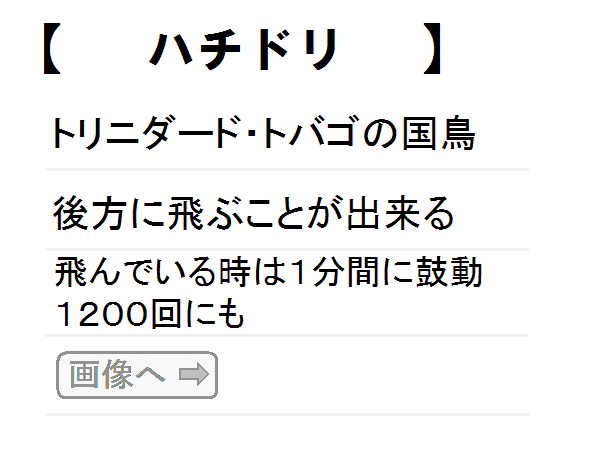 【 ハチドリ 】
トリニダード・トバゴの国鳥
後方に飛ぶことが出来る
飛んでいる時は１分間に鼓動
１２００回にも
画像へ ⇨